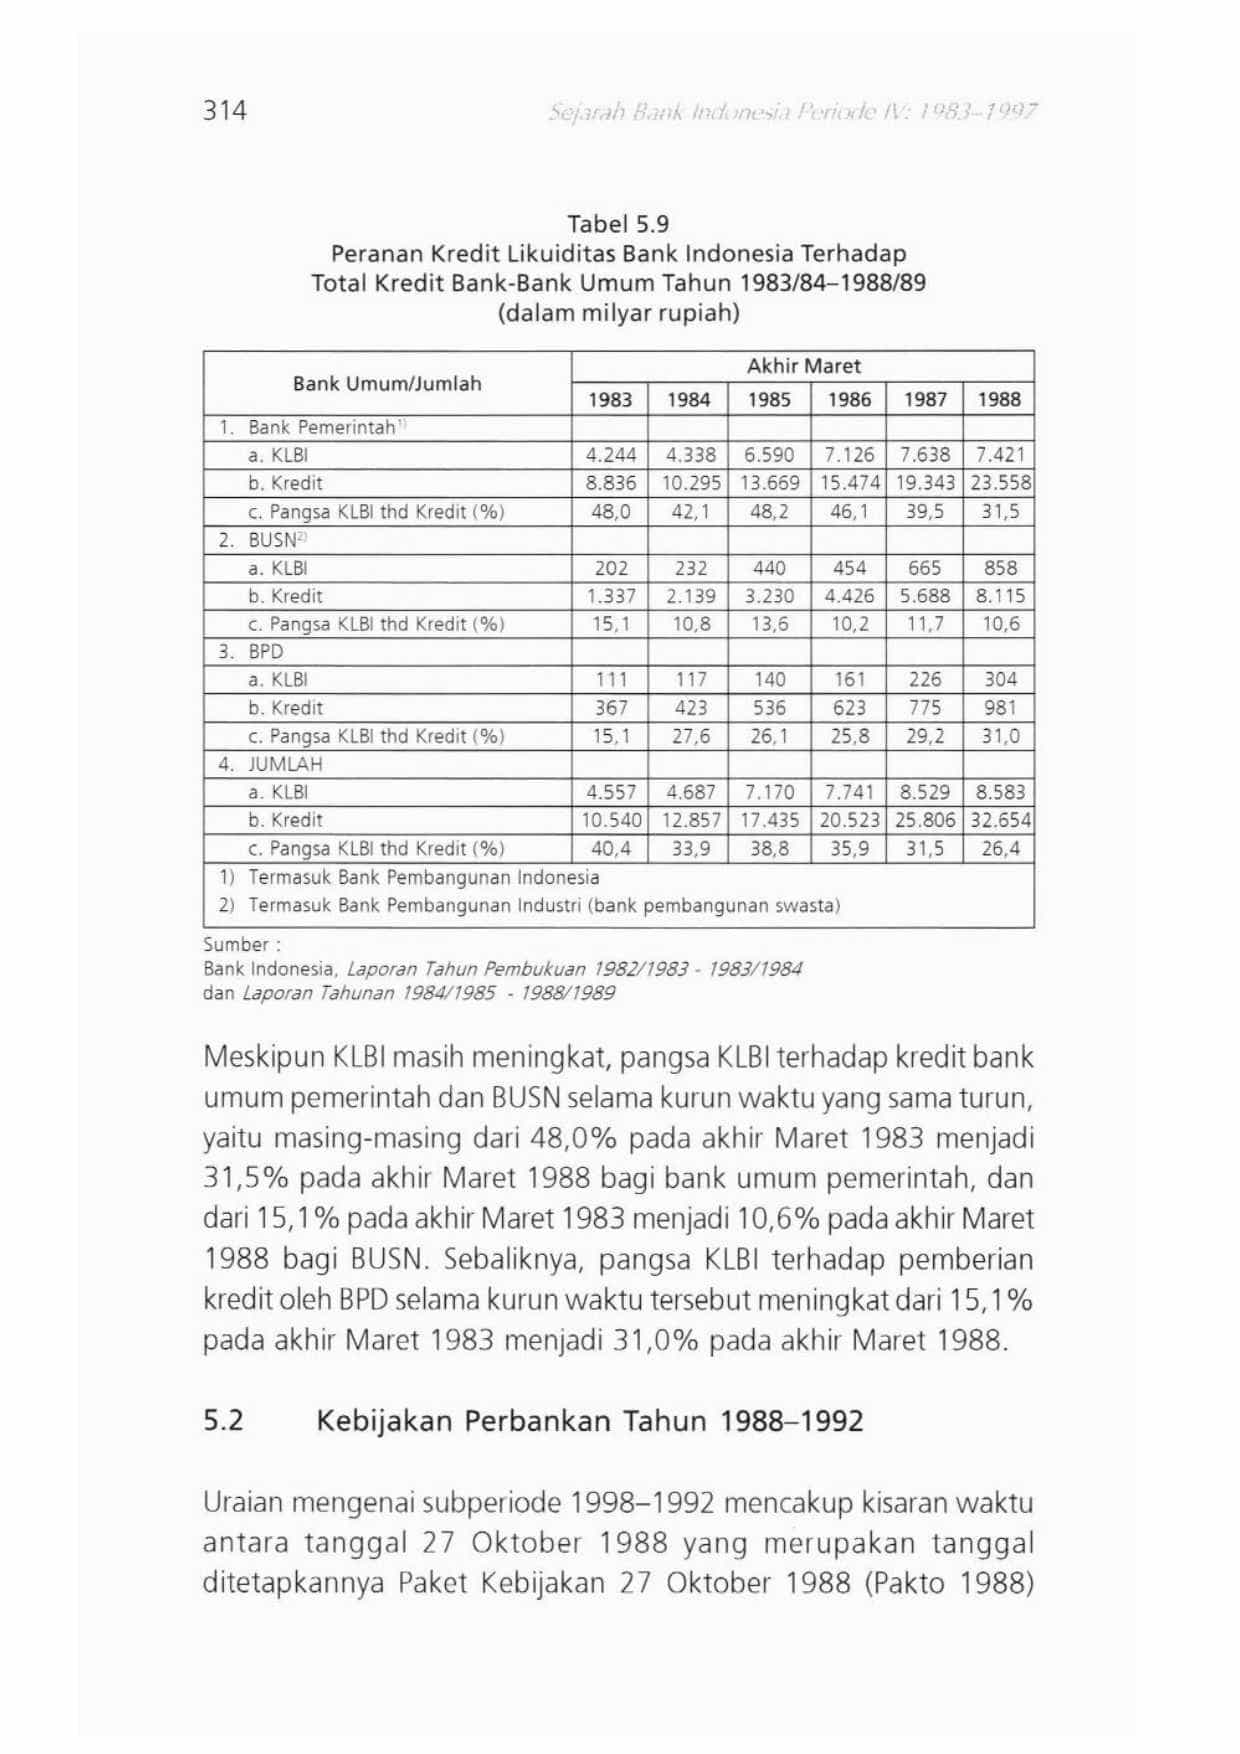 314
Sejarah Bank Indonesia Periode IV: 1983–1997
Tabel 5.9
Peranan Kredit Likuiditas Bank Indonesia Terhadap
Total Kredit Bank-Bank Umum Tahun 1983/84–1988/89
(dalam milyar rupiah)
Bank Umum/Jumlah Akhir Maret
1983 1984 1985 1986 1987 1988
1. Bank Pemerintah1)
a. KLBI 4.244 4.338 6.590 7.126 7.638 7.421
b. Kredit 8.836 10.295 13.669 15.474 19.343 23.558
c. Pangsa KLBI thd Kredit (%) 48,0 42,1 48,2 46,1 39,5 31,5
2. BUSN2)
a. KLBI 202 232 440 454 665 858
b. Kredit 1.337 2.139 3.230 4.426 5.688 8.115
c. Pangsa KLBI thd Kredit (%) 15,1 10,8 13,6 10,2 11,7 10,6
3. BPD
a. KLBI 111 117 140 161 226 304
b. Kredit 367 423 536 623 775 981
c. Pangsa KLBI thd Kredit (%) 15,1 27,6 26,1 25,8 29,2 31,0
4. JUMLAH
a. KLBI 4.557 4.687 7.170 7.741 8.529 8.583
b. Kredit 10.540 12.857 17.435 20.523 25.806 32.654
c. Pangsa KLBI thd Kredit (%) 40,4 33,9 38,8 35,9 31,5 26,4
1) Termasuk Bank Pembangunan Indonesia
2) Termasuk Bank Pembangunan Industri (bank pembangunan swasta)
Sumber :
Bank Indonesia, Laporan Tahun Pembukuan 1982/1983 - 1983/1984
dan Laporan Tahunan 1984/1985 - 1988/1989
Meskipun KLBI masih meningkat, pangsa KLBI terhadap kredit bank
umum pemerintah dan BUSN selama kurun waktu yang sama turun,
yaitu masing-masing dari 48,0% pada akhir Maret 1983 menjadi
31,5% pada akhir Maret 1988 bagi bank umum pemerintah, dan
dari 15,1% pada akhir Maret 1983 menjadi 10,6% pada akhir Maret
1988 bagi BUSN. Sebaliknya, pangsa KLBI terhadap pemberian
kredit oleh BPD selama kurun waktu tersebut meningkat dari 15,1%
pada akhir Maret 1983 menjadi 31,0% pada akhir Maret 1988.
5.2 Kebijakan Perbankan Tahun 1988–1992
Uraian mengenai subperiode 1998–1992 mencakup kisaran waktu
antara tanggal 27 Oktober 1988 yang merupakan tanggal
ditetapkannya Paket Kebijakan 27 Oktober 1988 (Pakto 1988)